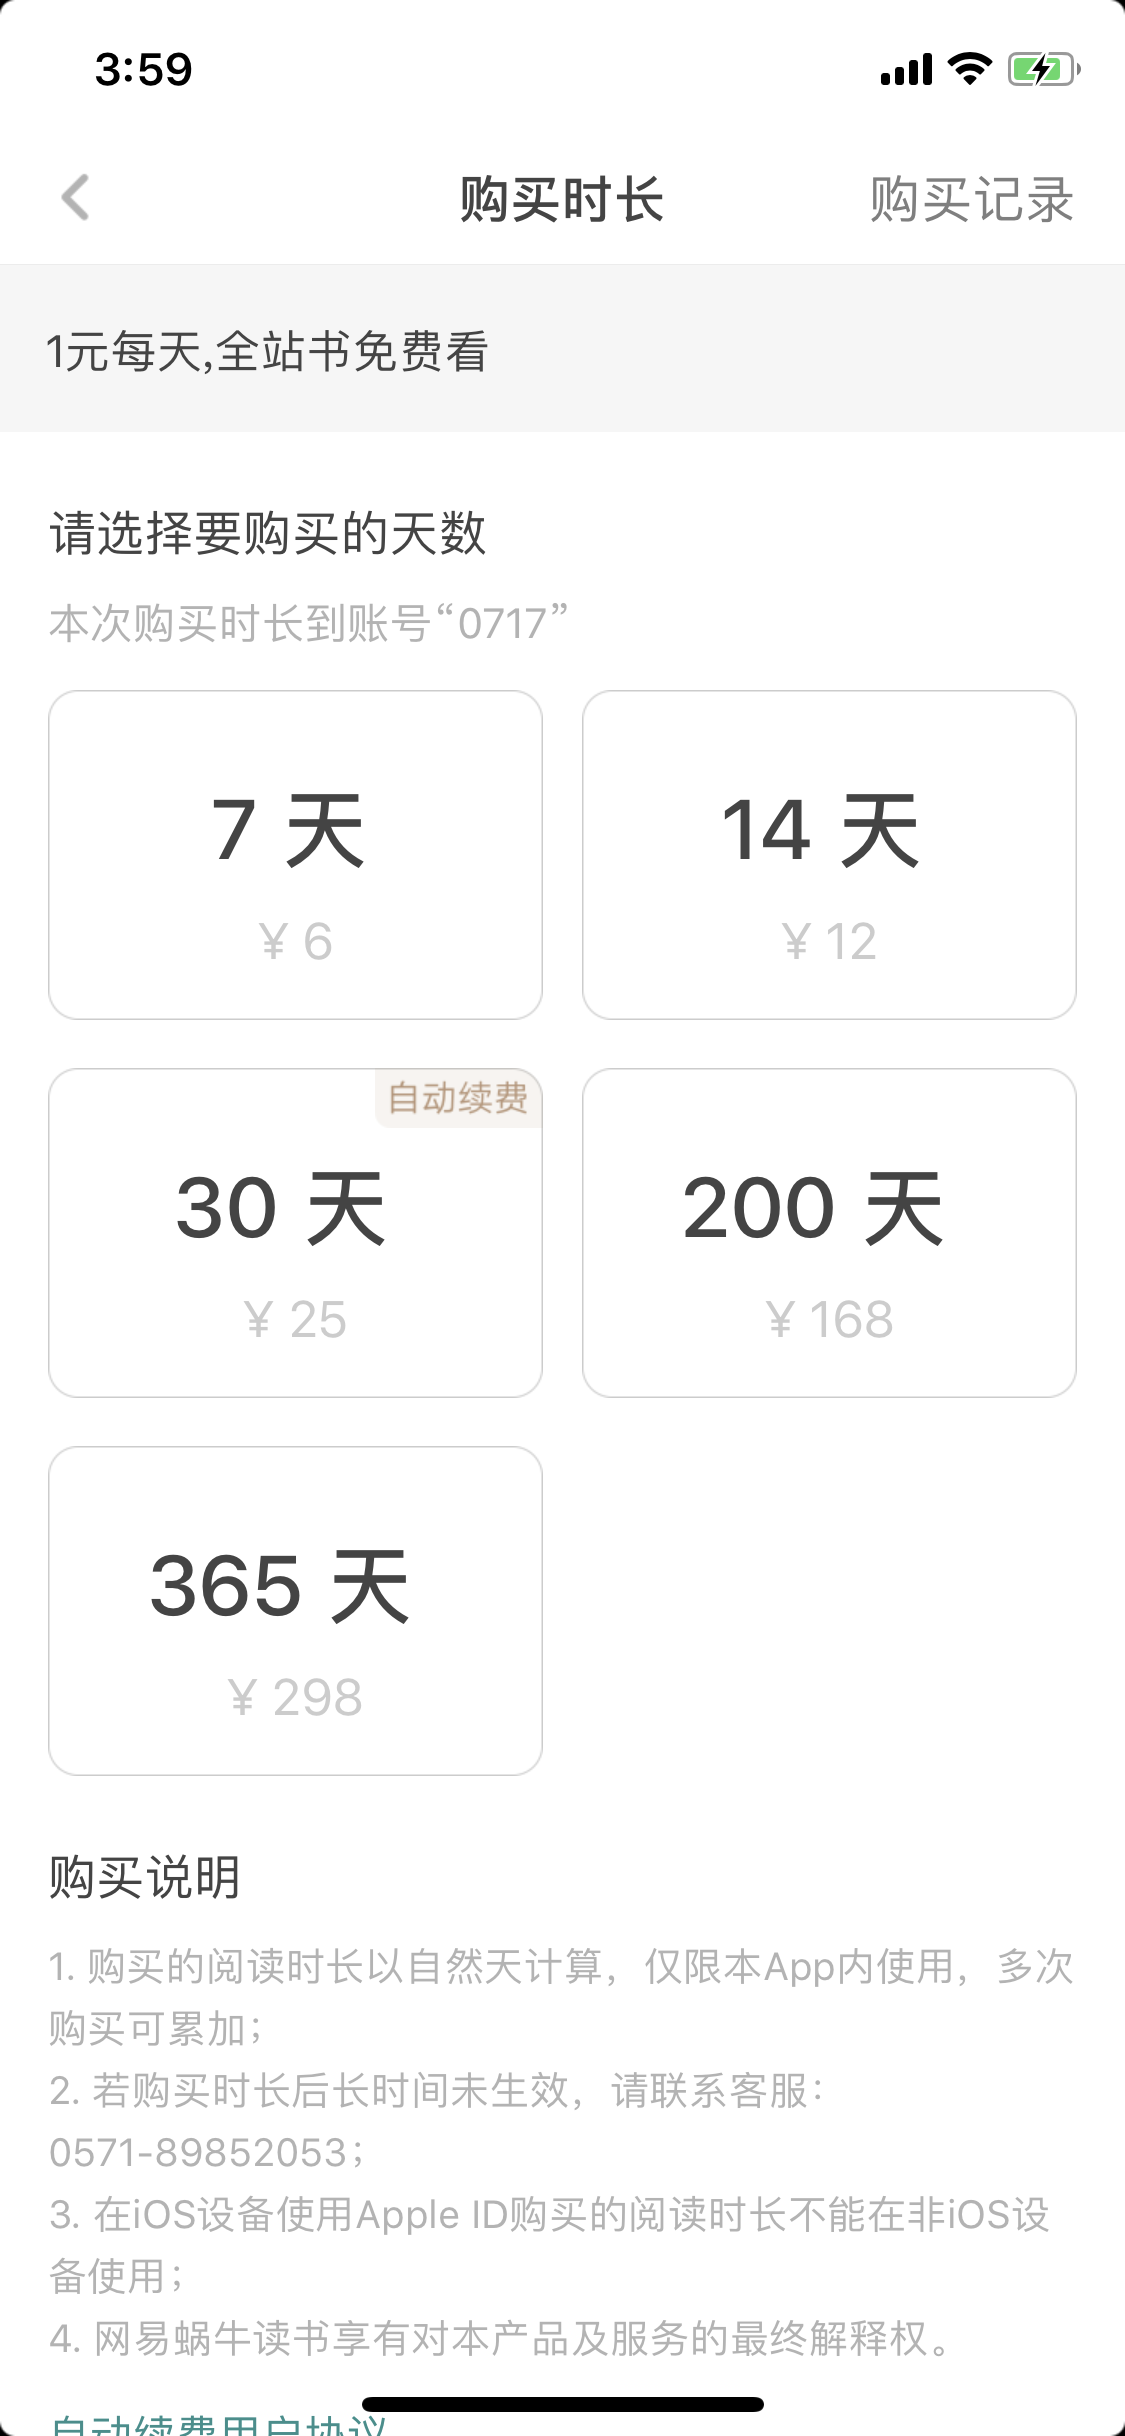 3:59
购买时长
购买记录
1元每天,全站书免费看
请选择要购买的天数
本次购买时长到账号“0717”
7 天
¥ 6
14 天
¥ 12
自动续费
30 天
¥ 25
200 天
¥ 168
365 天
¥ 298
购买说明
1. 购买的阅读时长以自然天计算，仅限本App内使用，多次
购买可累加；
2. 若购买时长后长时间未生效，请联系客服：
0571-89852053；
3. 在iOS设备使用Apple ID购买的阅读时长不能在非iOS设
备使用；
4. 网易蜗牛读书享有对本产品及服务的最终解释权。
自动续费用户协议